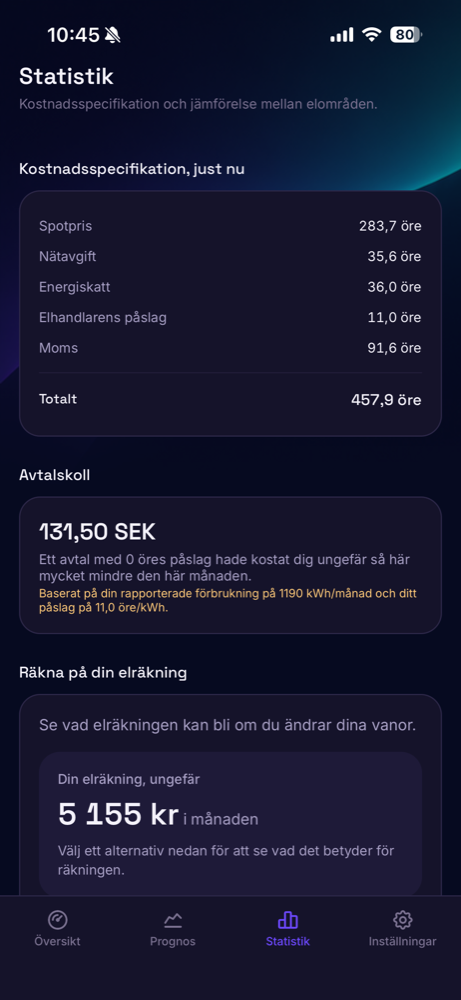 10:45
80
Statistik
Kostnadsspecifikation och jämförelse mellan elområden.
Kostnadsspecifikation, just nu
Spotpris 283,7 öre
Nätavgift 35,6 öre
Energiskatt 36,0 öre
Elhandlarens påslag 11,0 öre
Moms 91,6 öre
Totalt 457,9 öre
Avtalskoll
131,50 SEK
Ett avtal med 0 öres påslag hade kostat dig ungefär så här
mycket mindre den här månaden.
Baserat på din rapporterade förbrukning på 1190 kWh/månad och ditt
påslag på 11,0 öre/kWh.
Räkna på din elräkning
Se vad elräkningen kan bli om du ändrar dina vanor.
Din elräkning, ungefär
5 155 kr i månaden
Välj ett alternativ nedan för att se vad det betyder för
räkningen.
Översikt Prognos Statistik Inställningar